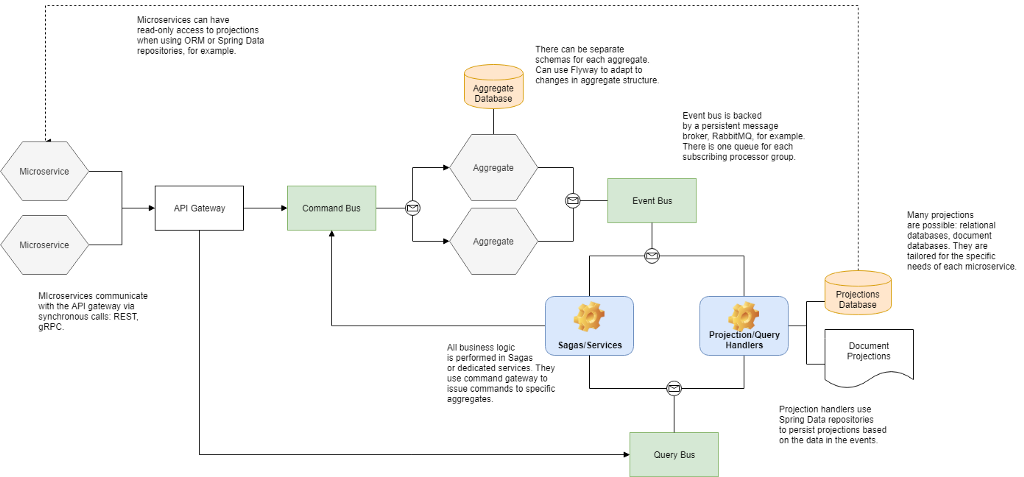 Microservices can have
read-only access to projections
when using ORM or Spring Data
repositories, for example.
There can be separate
schemas for each aggregate.
Can use Flyway to adapt to
changes in aggregate structure.
Aggregate
Database
Event bus is backed
by a persistent message
broker, RabbitMQ, for example.
There is one queue for each
subscribing processor group.
Microservice
Aggregate
API Gateway
Command Bus
Event Bus
Microservice
Aggregate
Many projections
are possible: relational
databases, document
databases. They are
tailored for the specific
needs of each microservice.
MIcroservices communicate
with the API gateway via
synchronous calls: REST,
gRPC.
Projections
Database
Sagas/Services
Projection/Query
Handlers
Document
Projections
All business logic
is performed in Sagas
or dedicated services. They
use command gateway to
issue commands to specific
aggregates.
Projection handlers use
Spring Data repositories
to persist projections based
on the data in the events.
Query Bus